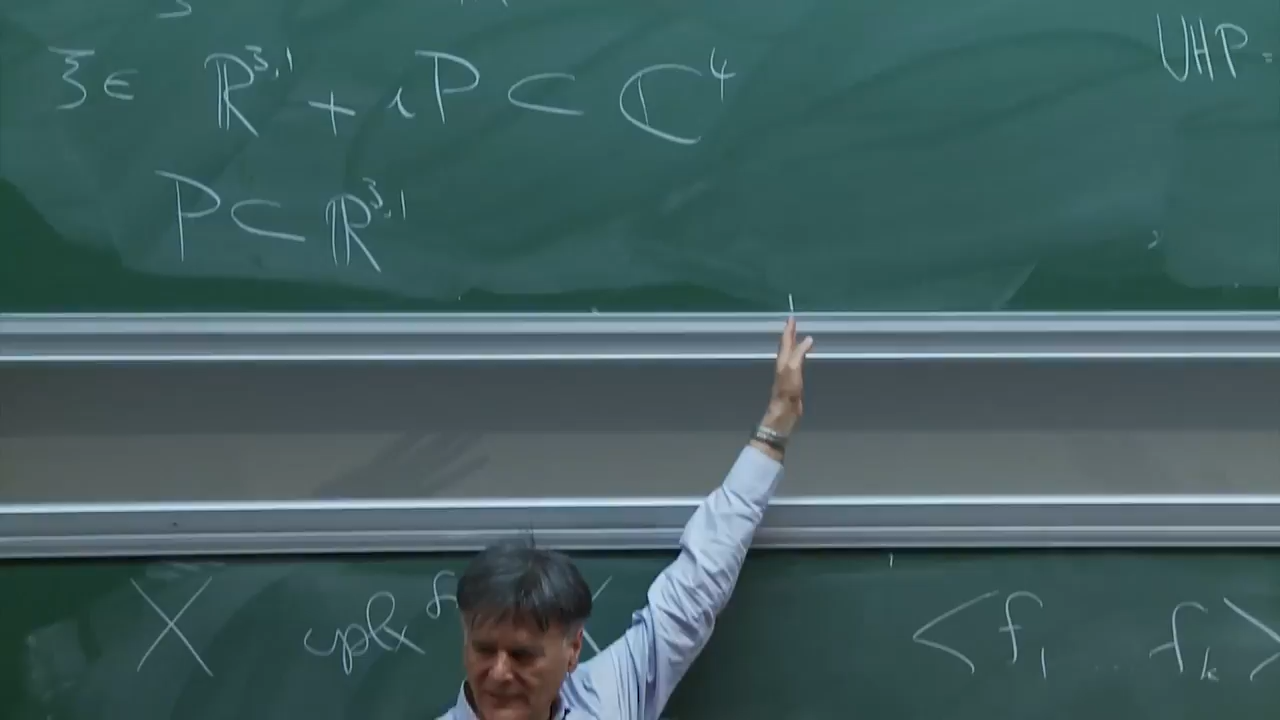 ξ ∈ ℝ^{3,1} + iP ⊂ ℂ^4
UHP =
P ⊂ ℝ^{3,1}
X cplx
<f_1 .. f_k>